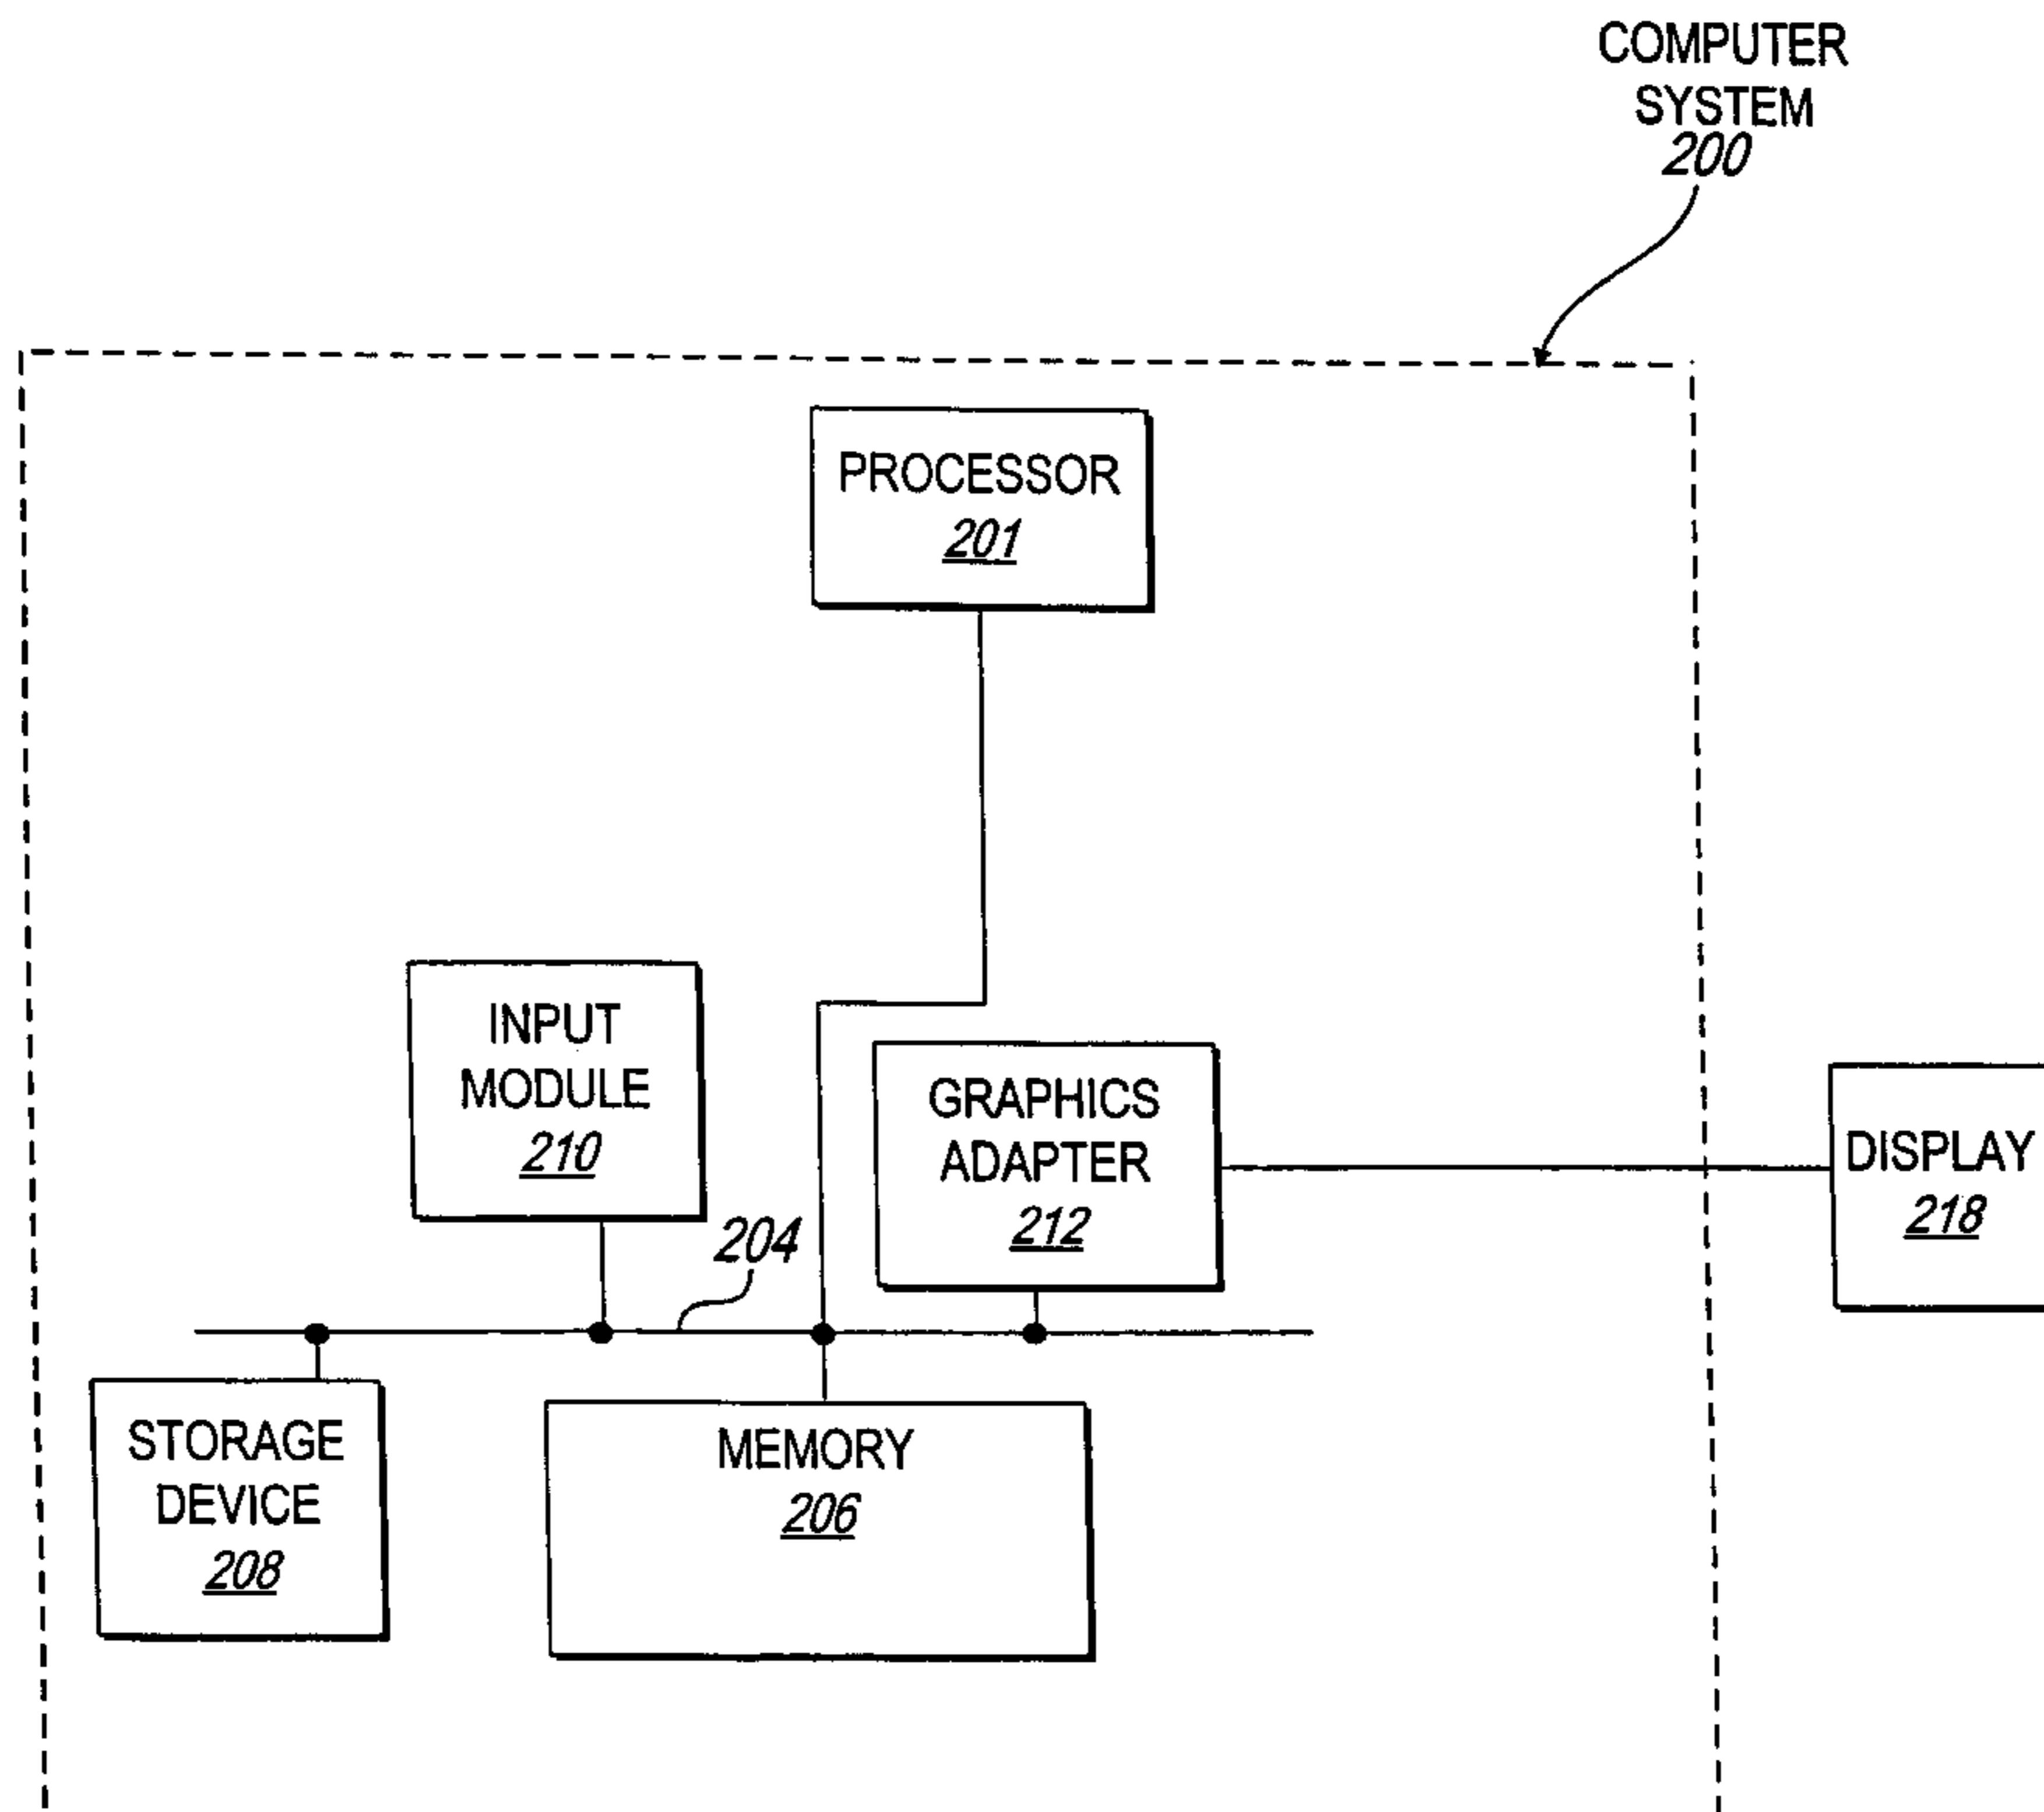 COMPUTER
SYSTEM
200
PROCESSOR
201
INPUT
MODULE
210
GRAPHICS
ADAPTER
212
DISPLAY
218
204
STORAGE
DEVICE
208
MEMORY
206